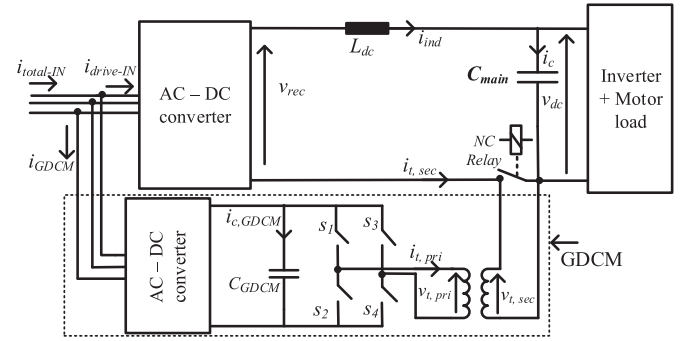 i_total-IN
i_drive-IN
i_GDCM
AC – DC
converter
v_rec
L_dc
i_ind
i_c
C_main
v_dc
NC
Relay
i_t, sec
Inverter
+ Motor
load
AC – DC
converter
i_c,GDCM
C_GDCM
s_1
s_3
s_2
s_4
i_t, pri
v_t, pri
v_t, sec
GDCM